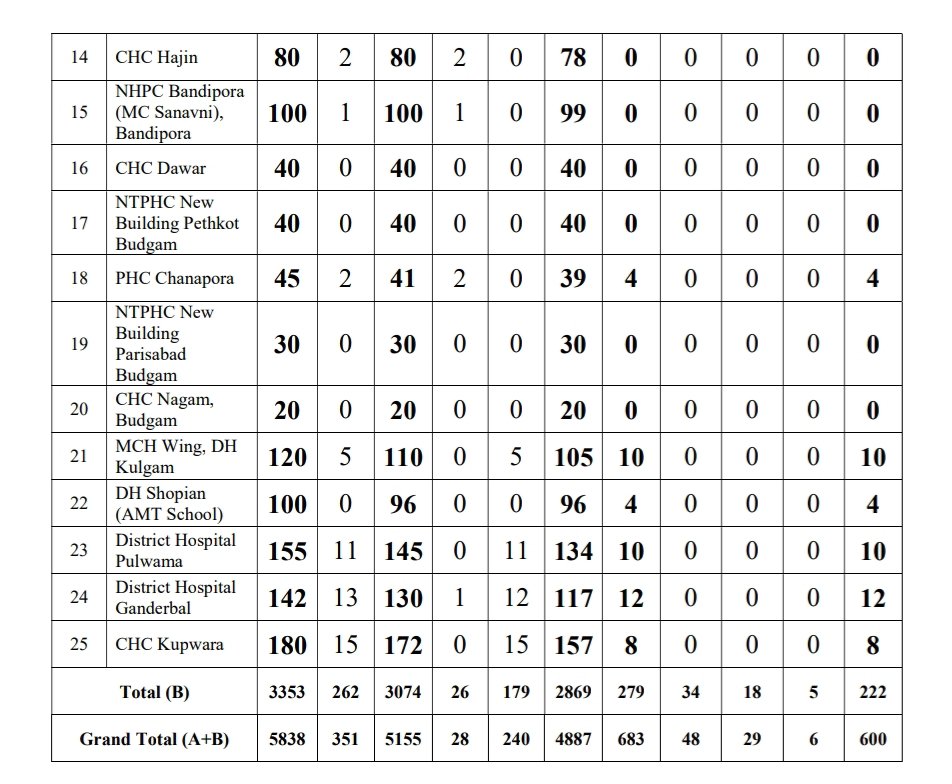 14 CHC Hajin 80 2 80 2 0 78 0 0 0 0 0
NHPC Bandipora
15 (MC Sanavni), 100 1 100 1 0 99 0 0 0 0 0
Bandipora
16 CHC Dawar 40 0 40 0 0 40 0 0 0 0 0
NTPHC New
17 Building Pethkot 40 0 40 0 0 40 0 0 0 0 0
Budgam
18 PHC Chanapora 45 2 41 2 0 39 4 0 0 0 4
NTPHC New
Building
19 Parisabad 30 0 30 0 0 30 0 0 0 0 0
Budgam
20 CHC Nagam, 20 0 20 0 0 20 0 0 0 0 0
Budgam
21 MCH Wing, DH 120 5 110 0 5 105 10 0 0 0 10
Kulgam
22 DH Shopian 100 0 96 0 0 96 4 0 0 0 4
(AMT School)
23 District Hospital 155 11 145 0 11 134 10 0 0 0 10
Pulwama
24 District Hospital 142 13 130 1 12 117 12 0 0 0 12
Ganderbal
25 CHC Kupwara 180 15 172 0 15 157 8 0 0 0 8
Total (B) 3353 262 3074 26 179 2869 279 34 18 5 222
Grand Total (A+B) 5838 351 5155 28 240 4887 683 48 29 6 600